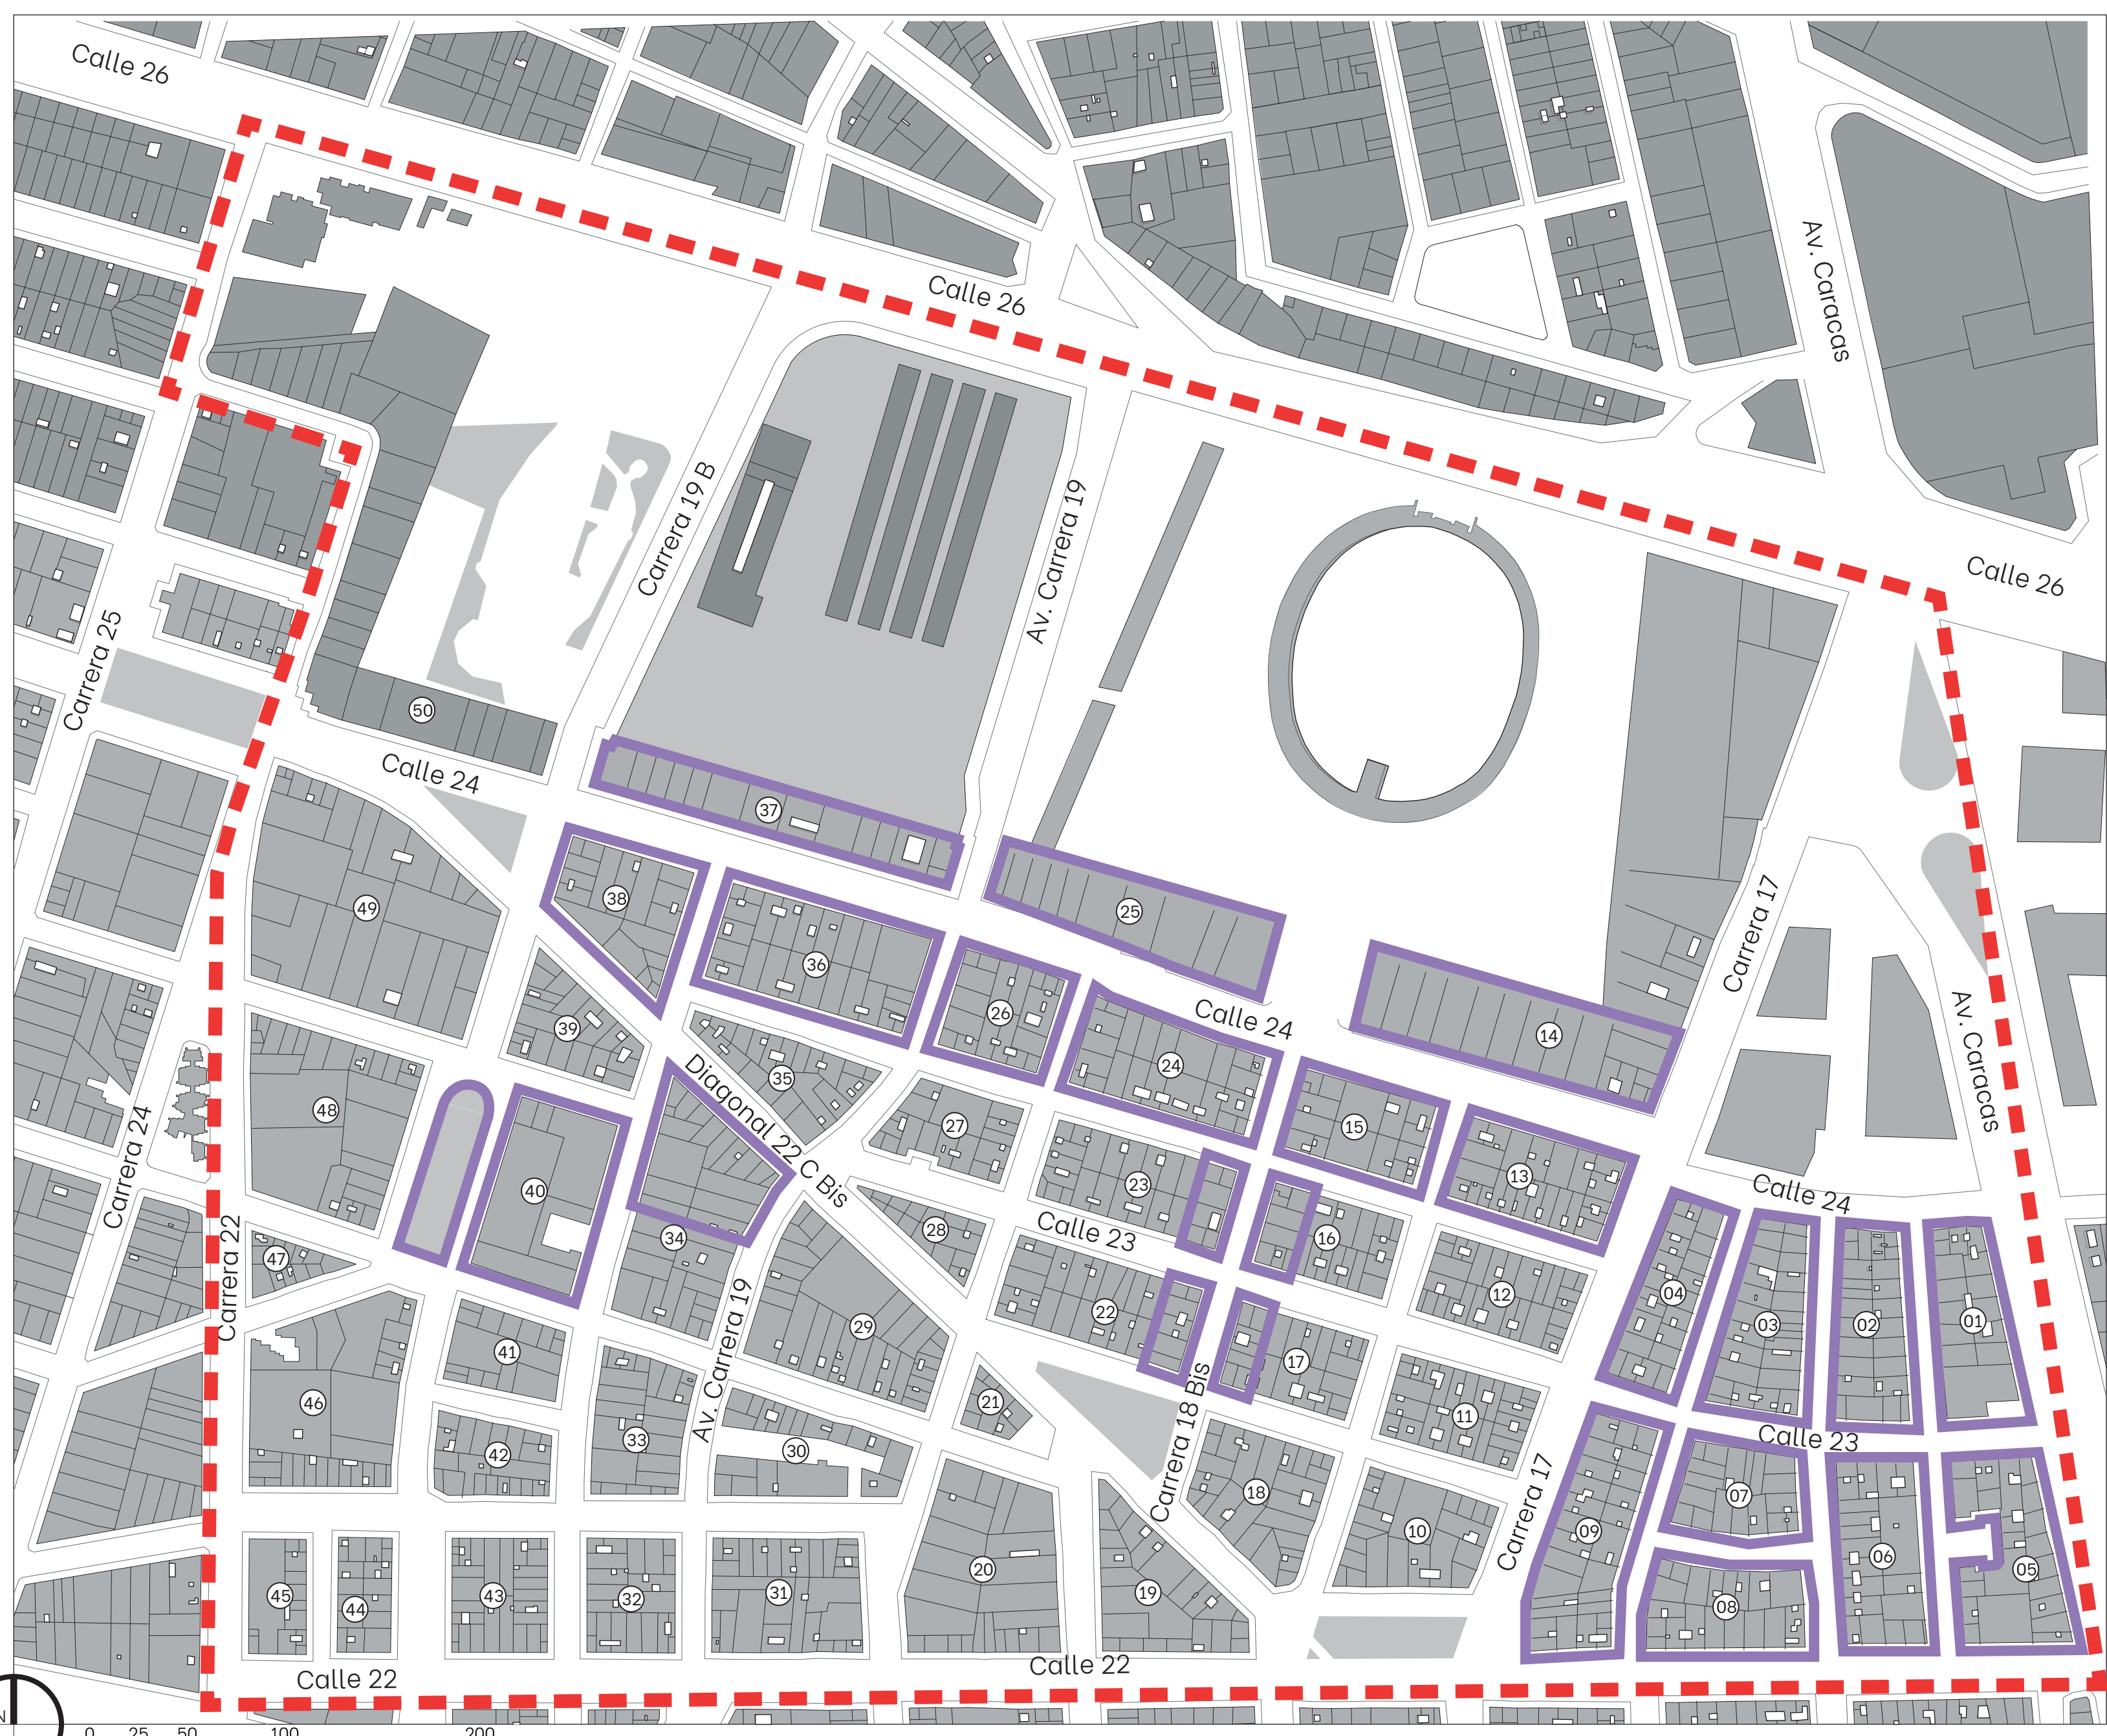 Calle 26
Calle 26
Av. Caracas
Calle 26
Carrera 19 B
Av. Carrera 19
Carrera 25
50
Calle 24
37
38
49
25
36
Carrera 17
26
Calle 24
39
14
Av. Caracas
24
35
Diagonal 22 C Bis
48
27
15
Carrera 24
40
23
13
Calle 24
28
Calle 23
34
16
47
Carrera 22
12
04
22
01
03
02
29
41
17
Av. Carrera 19
46
21
11
33
30
Calle 23
42
Carrera 18 Bis
18
07
Carrera 17
09
10
06
20
05
45
43
31
19
32
44
08
Calle 22
Calle 22
N
0 25 50 100 200